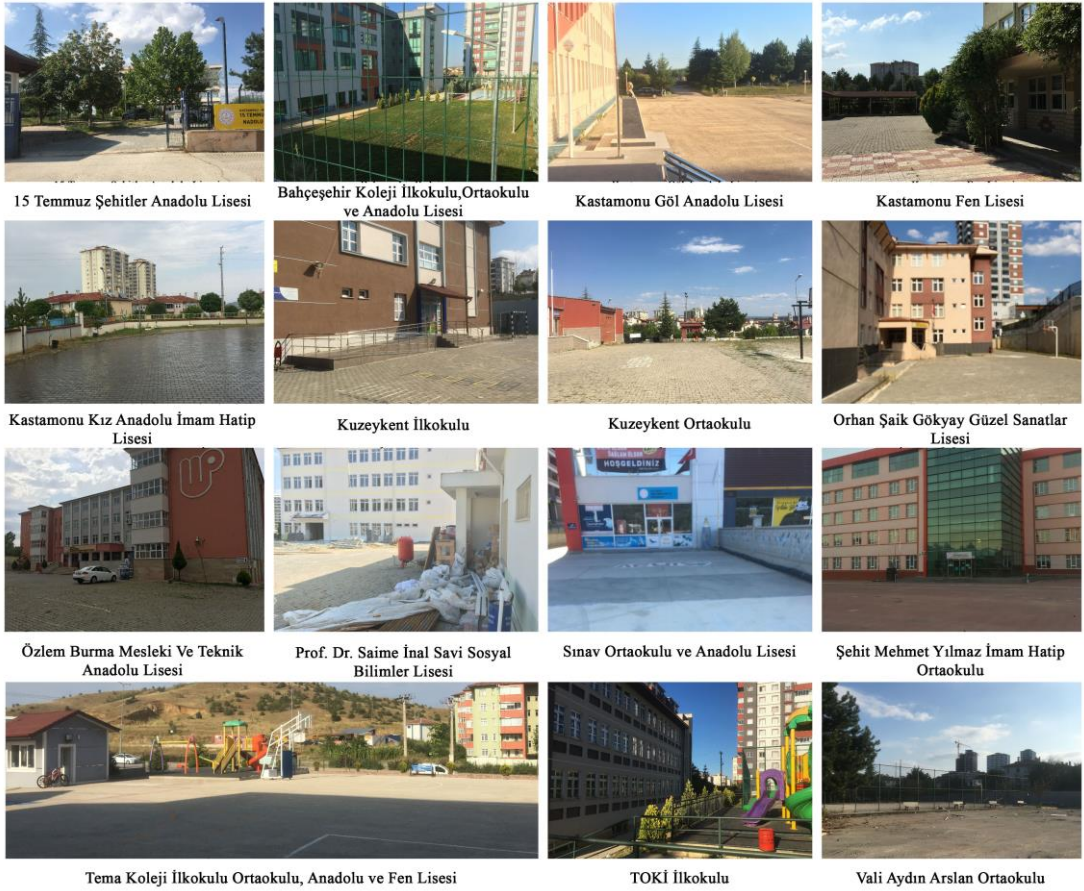 15 TEMMUZ
15 Temmuz Şehitler Anadolu Lisesi
Bahçeşehir Koleji İlkokulu,Ortaokulu
ve Anadolu Lisesi
Kastamonu Göl Anadolu Lisesi
Kastamonu Fen Lisesi
Kastamonu Kız Anadolu İmam Hatip
Lisesi
Kuzeykent İlkokulu
Kuzeykent Ortaokulu
Orhan Şaik Gökyay Güzel Sanatlar
Lisesi
HOŞGELDİNİZ
Özlem Burma Mesleki Ve Teknik
Anadolu Lisesi
Prof. Dr. Saime İnal Savi Sosyal
Bilimler Lisesi
Sınav Ortaokulu ve Anadolu Lisesi
Şehit Mehmet Yılmaz İmam Hatip
Ortaokulu
Tema Koleji İlkokulu Ortaokulu, Anadolu ve Fen Lisesi
TOKİ İlkokulu
Vali Aydın Arslan Ortaokulu